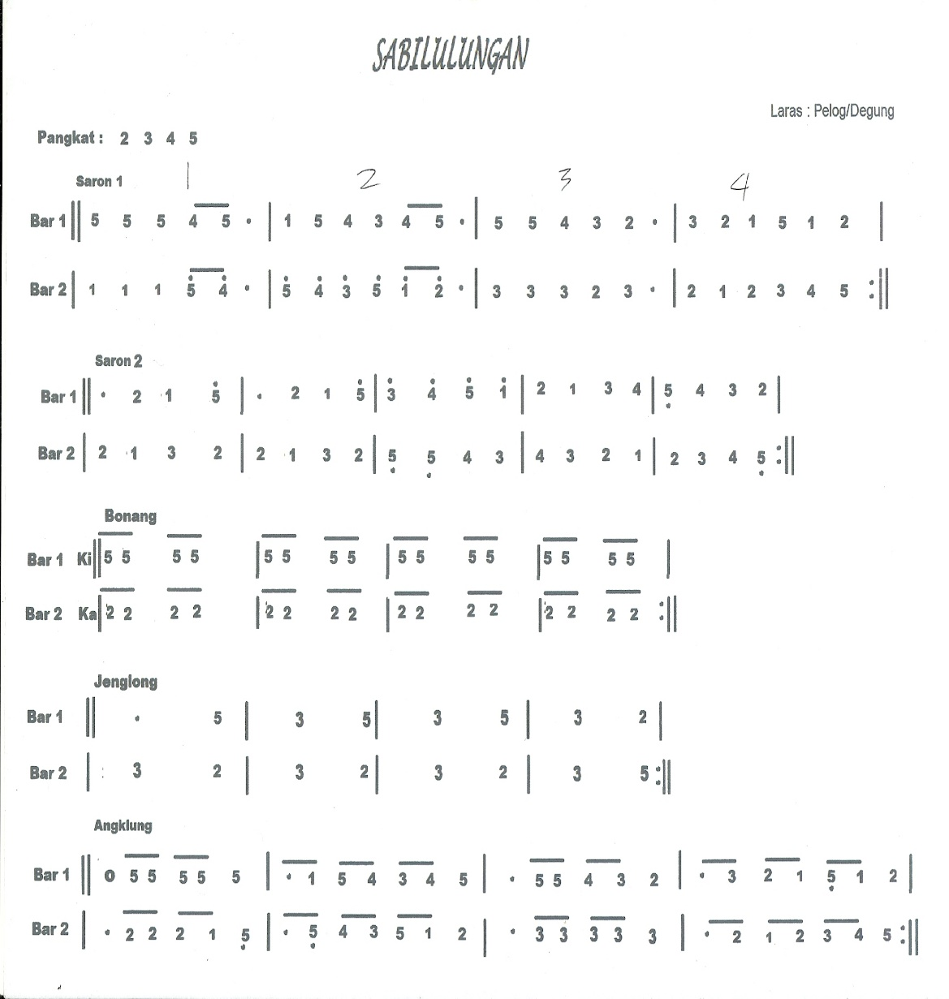 SABILULUNGAN
Laras : Pelog/Degung
Pangkat : 2 3 4 5
1 2 3 4
Saron 1
Bar 1 || 5 5 5 4 5 . | 1 5 4 3 4 5 . | 5 5 4 3 2 . | 3 2 1 5 1 2 |
Bar 2 | 1 1 1 5̇ 4̇ . | 5̇ 4̇ 3̇ 5̇ 1̇ 2̇ . | 3 3 3 2 3 . | 2 1 2 3 4 5 :||
Saron 2
Bar 1 || . 2 1 5̇ | . 2 1 5̇ | 3̇ 4̇ 5̇ 1̇ | 2 1 3 4 | 5̣ 4 3 2 |
Bar 2 | 2 1 3 2 | 2 1 3 2 | 5̣ 5̣ 4 3 | 4 3 2 1 | 2 3 4 5̣ :||
Bonang
Bar 1 Ki || 5 5 5 5 | 5 5 5 5 | 5 5 5 5 | 5 5 5 5 |
Bar 2 Ka | 2 2 2 2 | 2 2 2 2 | 2 2 2 2 | 2 2 2 2 :||
Jenglong
Bar 1 || . 5 | 3 5 | 3 5 | 3 2 |
Bar 2 | : 3 2 | 3 2 | 3 2 | 3 5 :||
Angklung
Bar 1 || 0 5 5 5 5 5 | . 1 5 4 3 4 5 | . 5 5 4 3 2 | . 3 2 1 5̣ 1 2 |
Bar 2 | . 2 2 2 1 5̣ | . 5̣ 4 3 5 1 2 | . 3 3 3 3 3 | . 2 1 2 3 4 5 :||